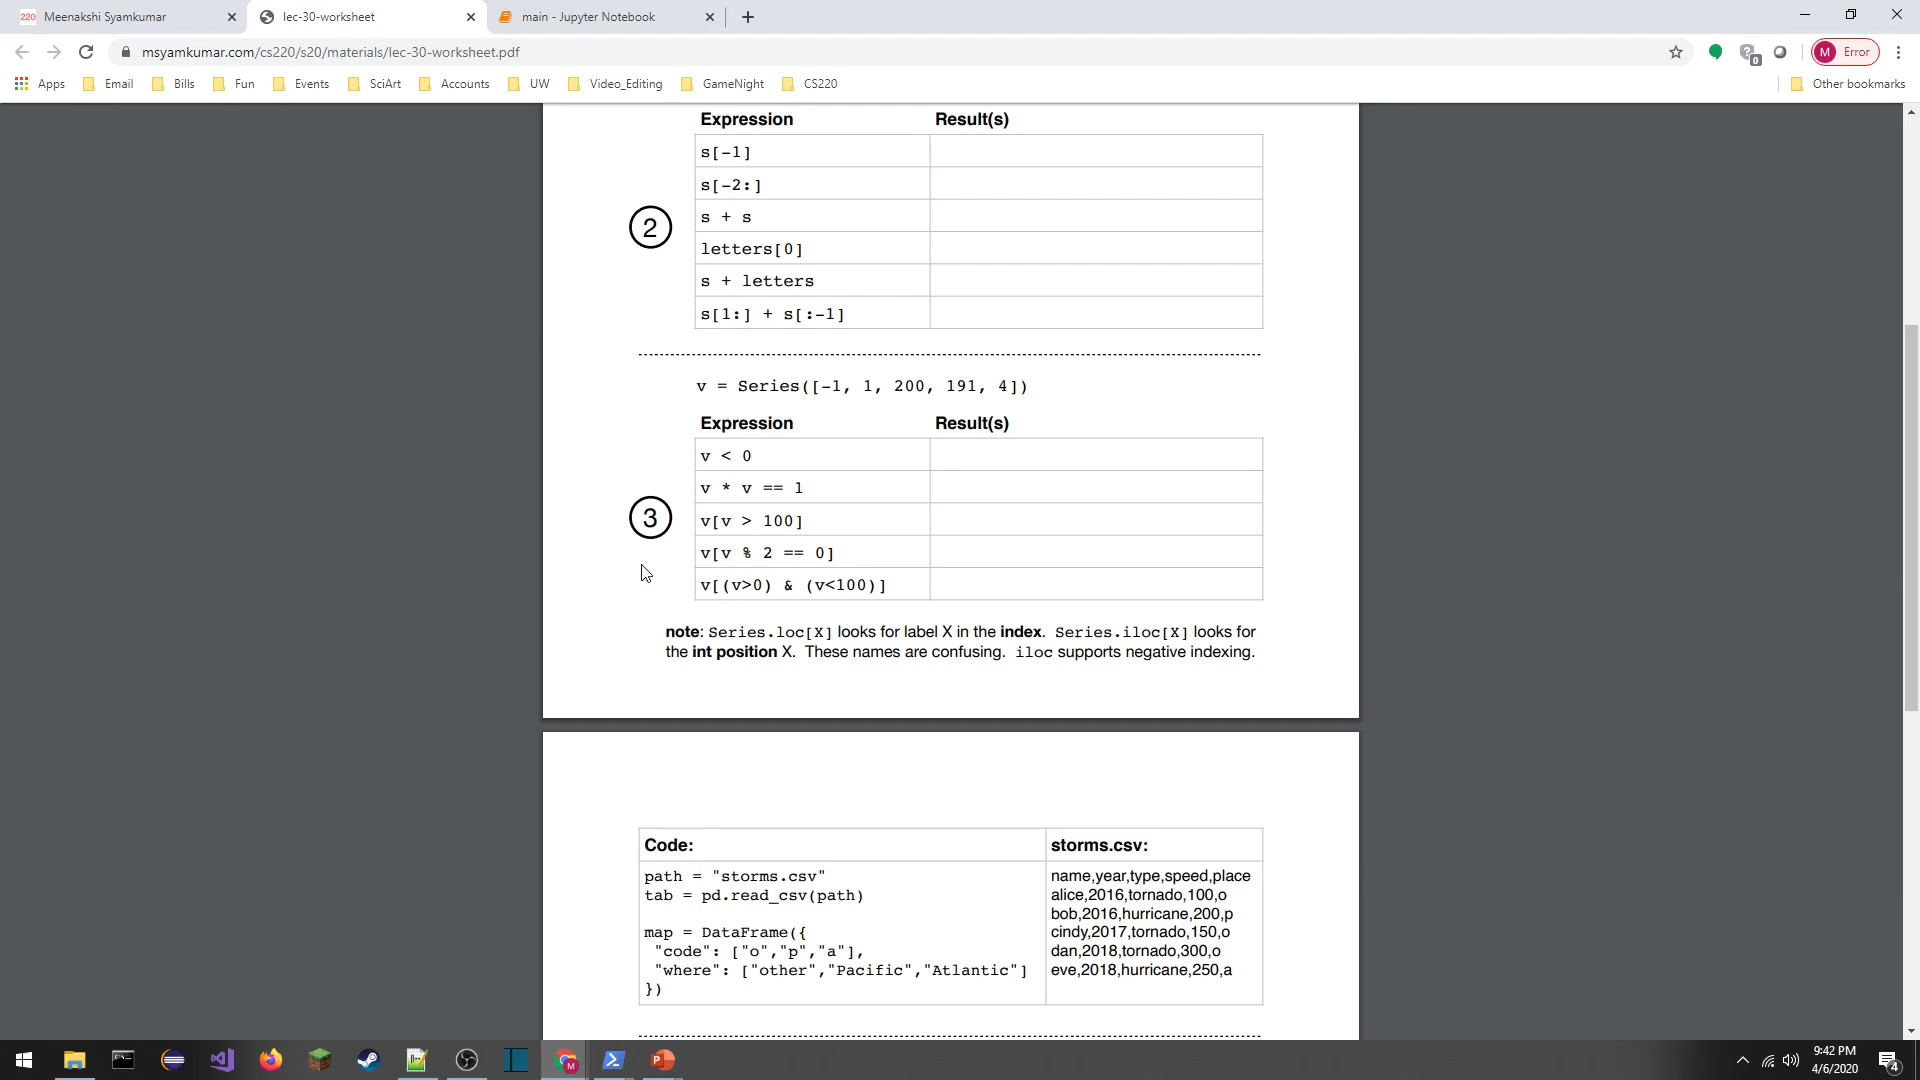 220 Meenakshi Syamkumar
lec-30-worksheet
main - Jupyter Notebook
msyamkumar.com/cs220/s20/materials/lec-30-worksheet.pdf
0
M Error
Apps Email Bills Fun Events SciArt Accounts UW Video_Editing GameNight CS220 Other bookmarks
Expression Result(s)
s[-1]
s[-2:]
s + s
2
letters[0]
s + letters
s[1:] + s[:-1]
v = Series([-1, 1, 200, 191, 4])
Expression Result(s)
v < 0
v * v == 1
3
v[v > 100]
v[v % 2 == 0]
v[(v>0) & (v<100)]
note: Series.loc[X] looks for label X in the index. Series.iloc[X] looks for
the int position X. These names are confusing. iloc supports negative indexing.
Code: storms.csv:
path = "storms.csv" name,year,type,speed,place
tab = pd.read_csv(path) alice,2016,tornado,100,o
bob,2016,hurricane,200,p
map = DataFrame({ cindy,2017,tornado,150,o
"code": ["o","p","a"], dan,2018,tornado,300,o
"where": ["other","Pacific","Atlantic"] eve,2018,hurricane,250,a
})
9:42 PM
4/6/2020
4